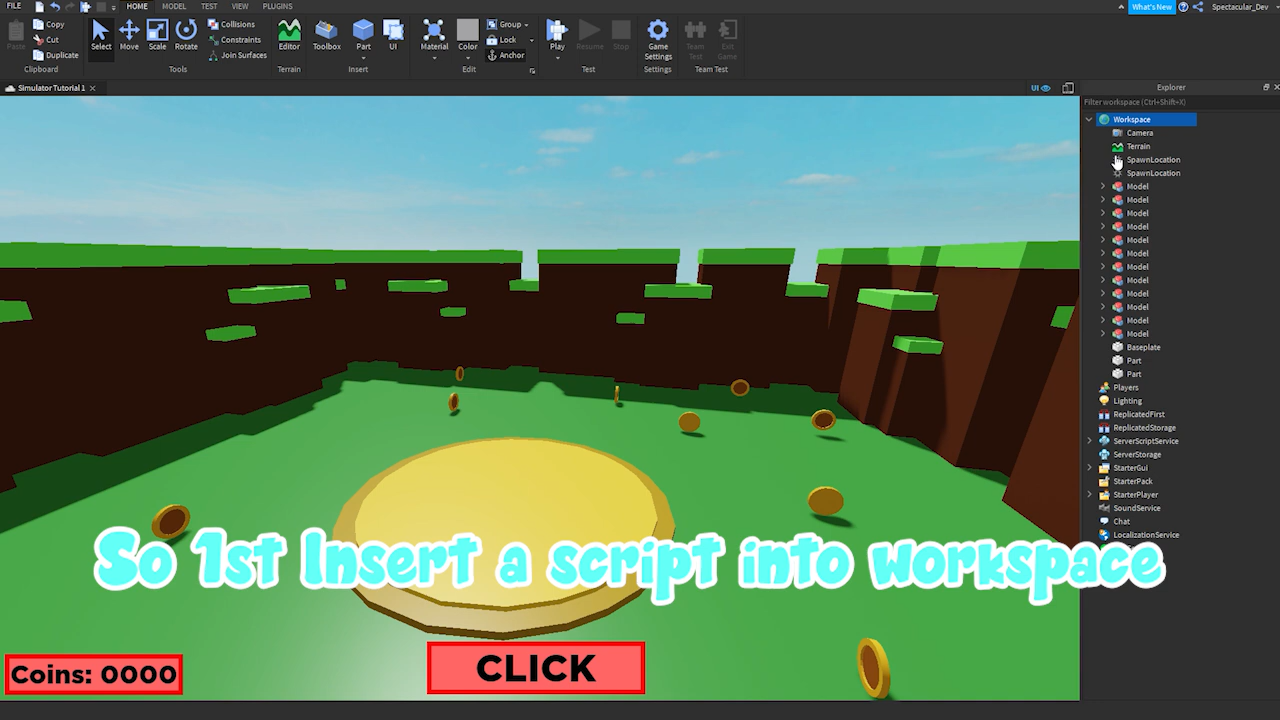 FILE HOME MODEL TEST VIEW PLUGINS What's New Spectacular_Dev
Paste Copy Cut Duplicate Clipboard
Select Move Scale Rotate Collisions Constraints Join Surfaces Tools
Editor Terrain
Toolbox Part UI Insert
Material Color Group Lock Anchor Edit
Play Resume Stop Test
Game Settings Settings
Team Test Exit Game Team Test
Simulator Tutorial 1
UI
Explorer
Filter workspace (Ctrl+Shift+X)
Workspace
Camera
Terrain
SpawnLocation
SpawnLocation
Model
Model
Model
Model
Model
Model
Model
Model
Model
Model
Model
Model
Baseplate
Part
Part
Players
Lighting
ReplicatedFirst
ReplicatedStorage
ServerScriptService
ServerStorage
StarterGui
StarterPack
StarterPlayer
SoundService
Chat
LocalizationService
So 1st Insert a script into workspace
Coins: 0000
CLICK